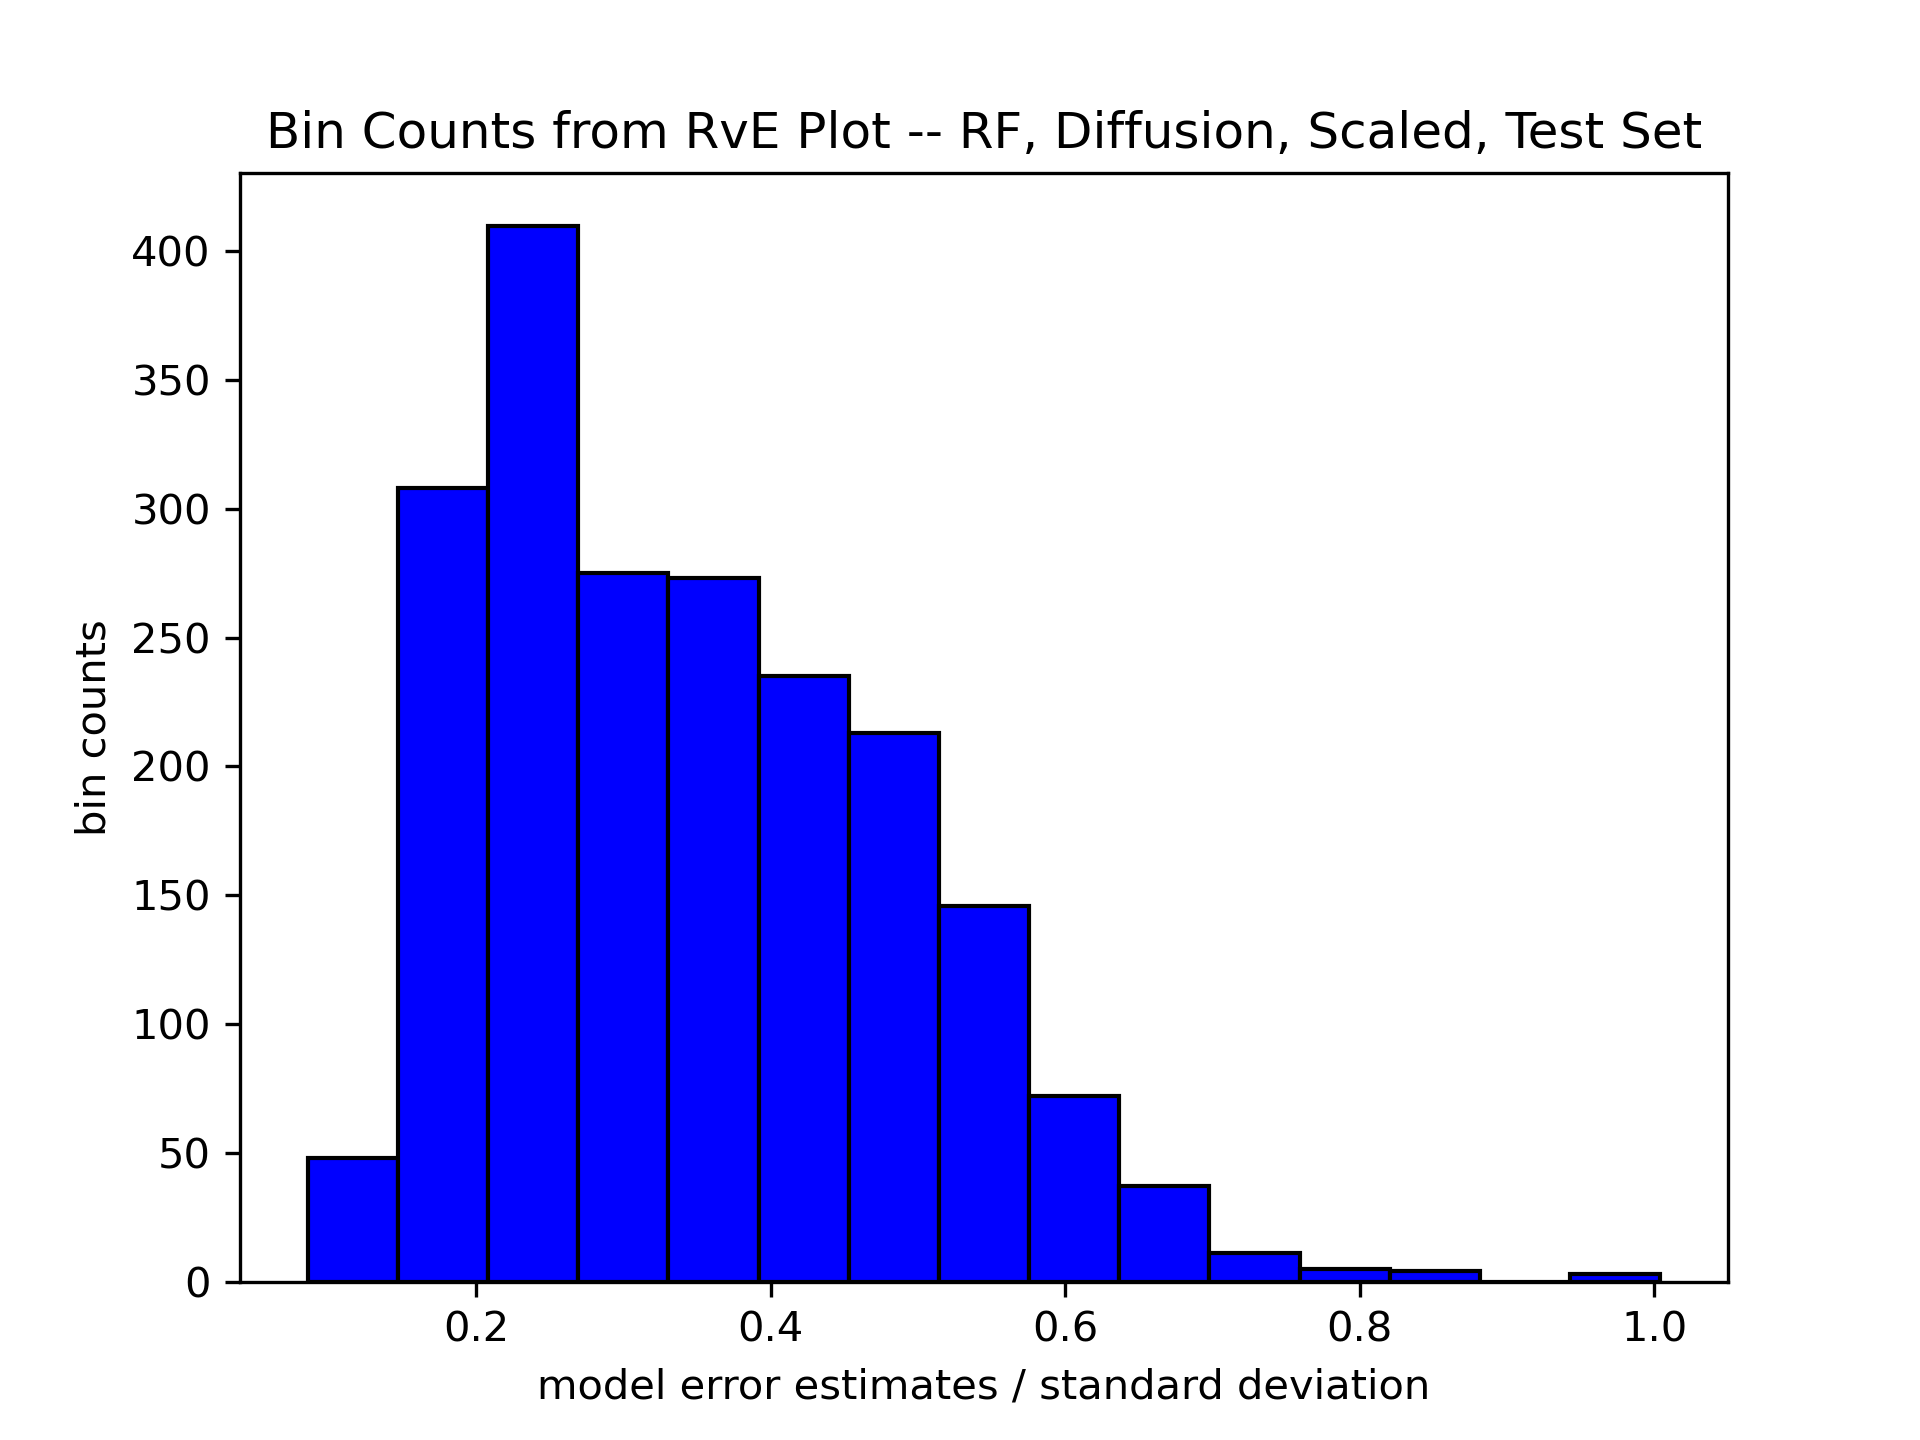 Bin Counts from RvE Plot -- RF, Diffusion, Scaled, Test Set
400
350
300
250
200
150
100
50
0
bin counts
0.2 0.4 0.6 0.8 1.0
model error estimates / standard deviation